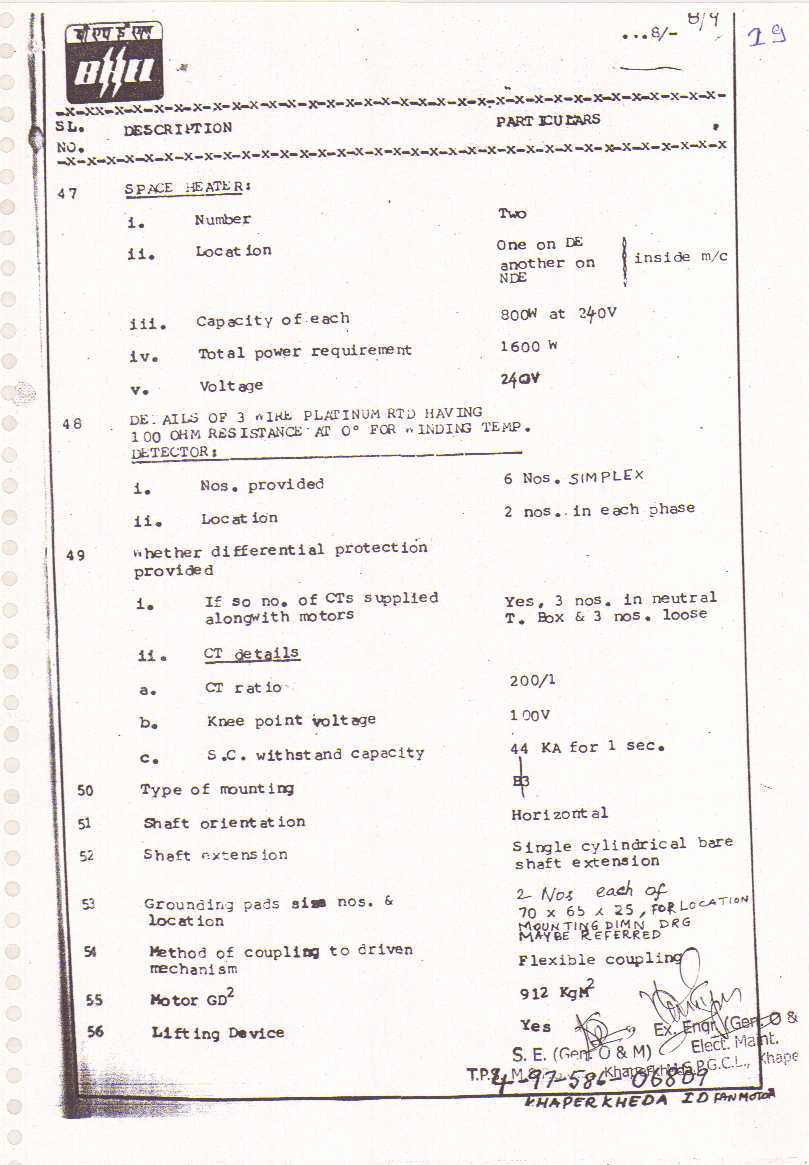 बी एच ई एल
BHEL
...8/-
8/9
29
-x-xx-x-x-x-x-x-x-x-x-x-x-x-x-x-x-x-x-x-x-x-x-x-x-x-x-x-x-x-x-x-x-x-
SL. DESCRIPTION PARTICULARS
NO.
-x-x-x-x-x-x-x-x-x-x-x-x-x-x-x-x-x-x-x-x-x-x-x-x-x-x-x-x-x-x-x-x-x-x
47 SPACE HEATER:
i. Number Two
ii. Location One on DE
another on inside m/c
NDE
iii. Capacity of each 800W at 240V
iv. Total power requirement 1600 W
v. Voltage 240V
48 DETAILS OF 3 WIRE PLATINUM RTD HAVING
100 OHM RESISTANCE AT 0° FOR WINDING TEMP.
DETECTOR:
i. Nos. provided 6 Nos. SIMPLEX
ii. Location 2 nos. in each phase
49 Whether differential protection
provided
i. If so no. of CTs supplied Yes, 3 nos. in neutral
alongwith motors T. Box & 3 nos. loose
ii. CT details
a. CT ratio 200/1
b. Knee point voltage 100V
c. S.C. withstand capacity 44 KA for 1 sec.
50 Type of mounting B3
51 Shaft orientation Horizontal
52 Shaft extension Single cylindrical bare
shaft extension
53 Grounding pads size nos. & 2 Nos each of
location 70 x 65 x 25, FOR LOCATION
MOUNTING DIMN DRG
MAYBE REFERRED
54 Method of coupling to driven Flexible coupling
mechanism
55 Motor GD2 912 KgM2
56 Lifting Device Yes
Ex. Engr. (Gen. O &
S. E. (Gen. O & M) Elect. Maint.
T.P.S. M Khaperkheda P.G.C.L., Khape
4-97-586-06807
KHAPERKHEDA ID FAN MOTOR